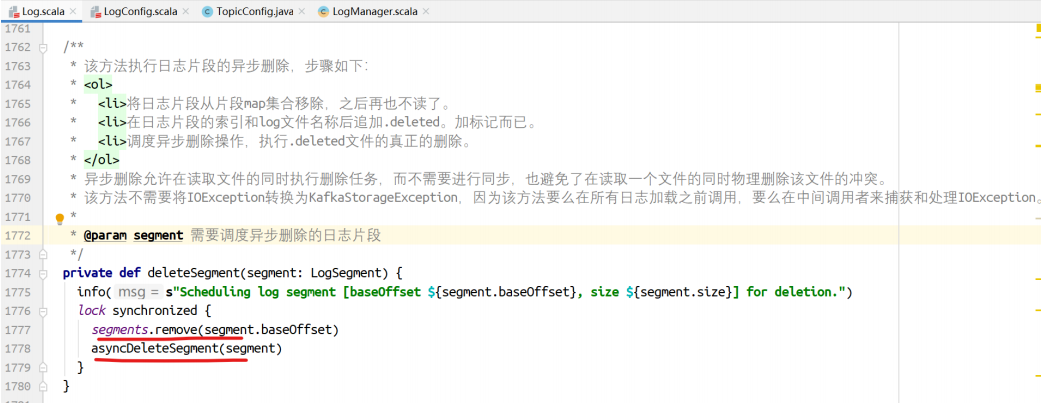 Log.scala LogConfig.scala TopicConfig.java LogManager.scala
1761
1762 /**
1763 * 该方法执行日志片段的异步删除，步骤如下：
1764 * <ol>
1765 * <li>将日志片段从片段map集合移除，之后再也不读了。
1766 * <li>在日志片段的索引和log文件名称后追加.deleted。加标记而已。
1767 * <li>调度异步删除操作，执行.deleted文件的真正的删除。
1768 * </ol>
1769 * 异步删除允许在读取文件的同时执行删除任务，而不需要进行同步，也避免了在读取一个文件的同时物理删除该文件的冲突。
1770 * 该方法不需要将IOException转换为KafkaStorageException，因为该方法要么在所有日志加载之前调用，要么在中间调用者来捕获和处理IOException。
1771 *
1772 * @param segment 需要调度异步删除的日志片段
1773 */
1774 private def deleteSegment(segment: LogSegment) {
1775 info( msg = s"Scheduling log segment [baseOffset ${segment.baseOffset}, size ${segment.size}] for deletion.")
1776 lock synchronized {
1777 segments.remove(segment.baseOffset)
1778 asyncDeleteSegment(segment)
1779 }
1780 }